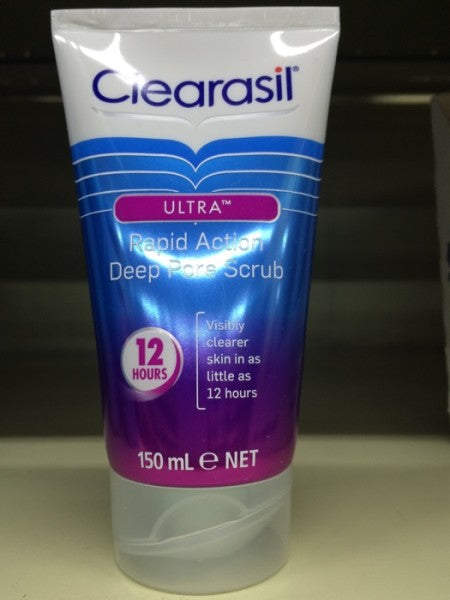 Clearasil®
ULTRA™
Rapid Action
Deep Pore Scrub
12
HOURS
Visibly
clearer
skin in as
little as
12 hours
150 mL ℮ NET